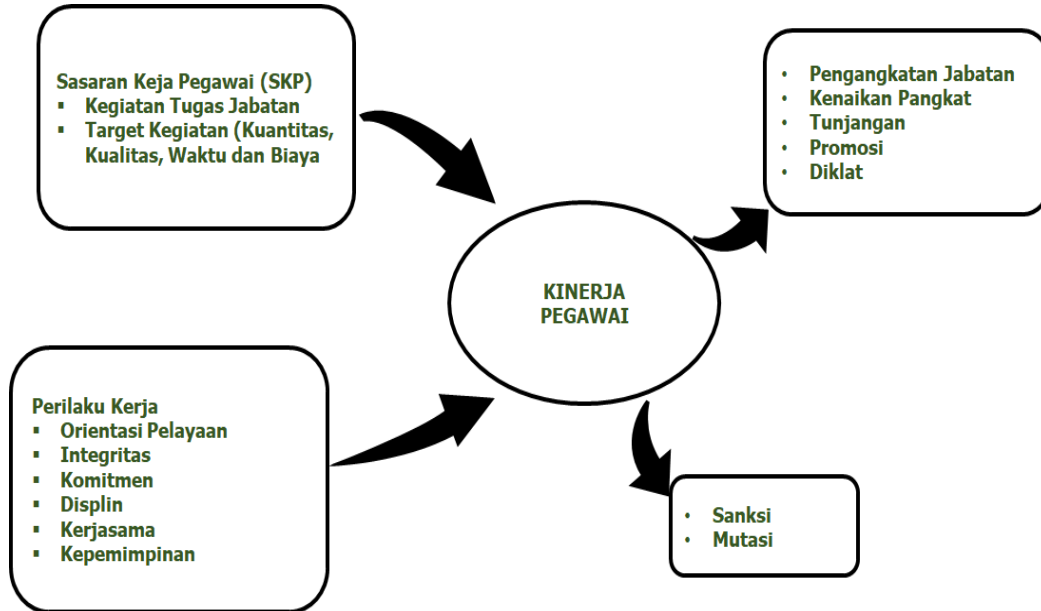 Sasaran Keja Pegawai (SKP)
▪ Kegiatan Tugas Jabatan
▪ Target Kegiatan (Kuantitas,
Kualitas, Waktu dan Biaya
• Pengangkatan Jabatan
• Kenaikan Pangkat
• Tunjangan
• Promosi
• Diklat
KINERJA
PEGAWAI
Perilaku Kerja
▪ Orientasi Pelayaan
▪ Integritas
▪ Komitmen
▪ Displin
▪ Kerjasama
▪ Kepemimpinan
• Sanksi
• Mutasi